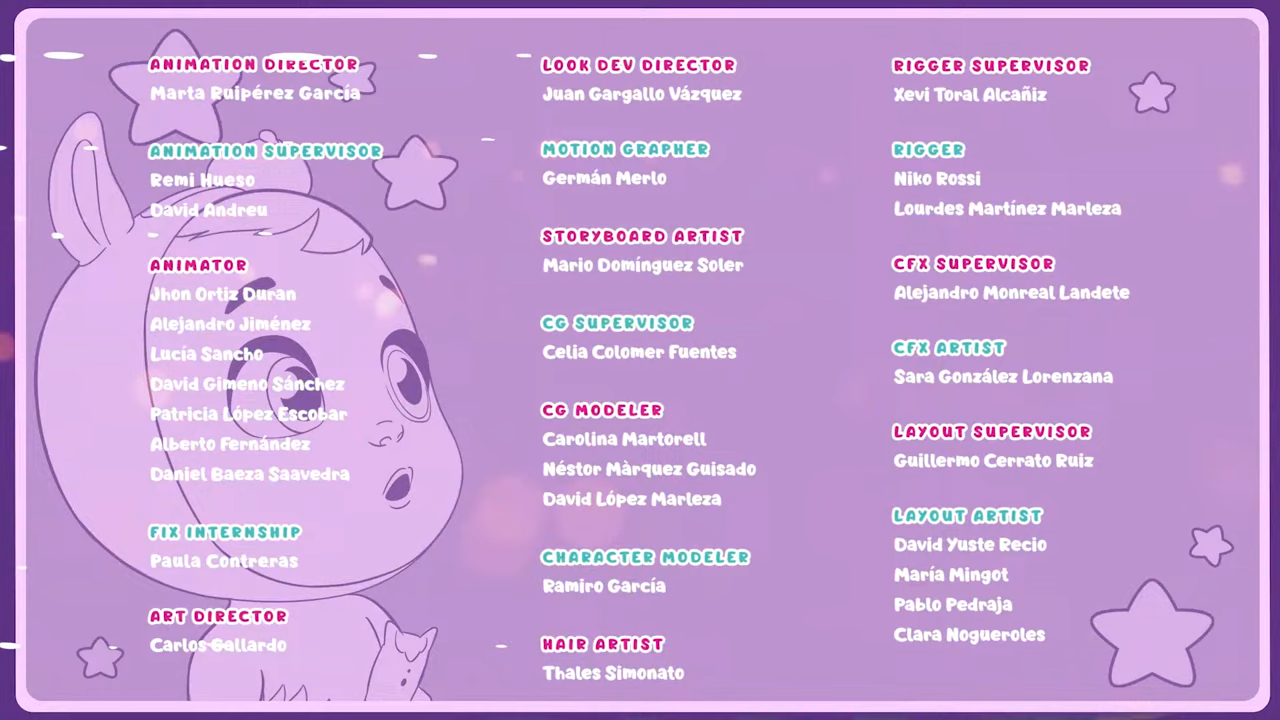 ANIMATION DIRECTOR
Marta Ruipérez García
ANIMATION SUPERVISOR
Remi Hueso
David Andreu
ANIMATOR
Jhon Ortiz Duran
Alejandro Jiménez
Lucía Sancho
David Gimeno Sánchez
Patricia López Escobar
Alberto Fernández
Daniel Baeza Saavedra
FIX INTERNSHIP
Paula Contreras
ART DIRECTOR
Carlos Gallardo
LOOK DEV DIRECTOR
Juan Gargallo Vázquez
MOTION GRAPHER
Germán Merlo
STORYBOARD ARTIST
Mario Domínguez Soler
CG SUPERVISOR
Celia Colomer Fuentes
CG MODELER
Carolina Martorell
Néstor Màrquez Guisado
David López Marleza
CHARACTER MODELER
Ramiro García
HAIR ARTIST
Thales Simonato
RIGGER SUPERVISOR
Xevi Toral Alcañiz
RIGGER
Niko Rossi
Lourdes Martínez Marleza
CFX SUPERVISOR
Alejandro Monreal Landete
CFX ARTIST
Sara González Lorenzana
LAYOUT SUPERVISOR
Guillermo Cerrato Ruiz
LAYOUT ARTIST
David Yuste Recio
María Mingot
Pablo Pedraja
Clara Nogueroles